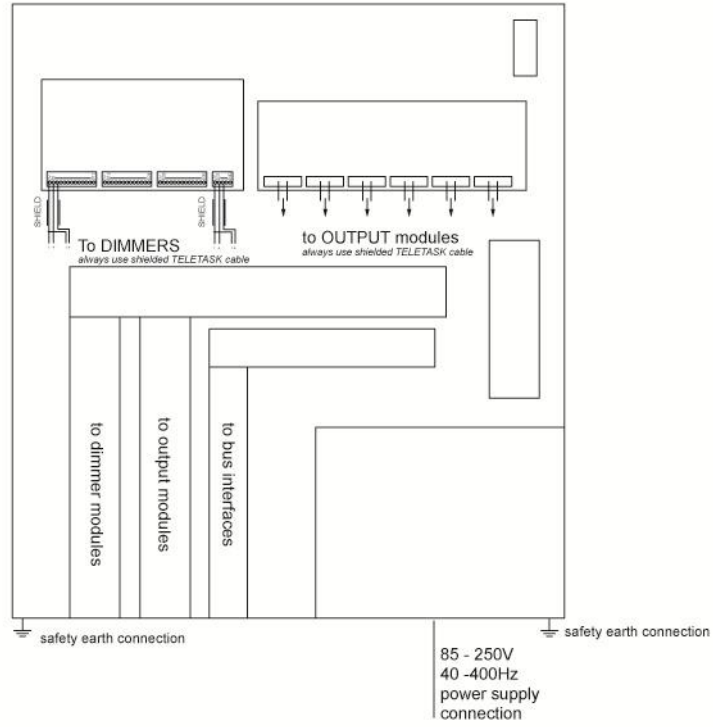 SHIELD
SHIELD
To DIMMERS
always use shielded TELETASK cable
to OUTPUT modules
always use shielded TELETASK cable
to dimmer modules
to output modules
to bus interfaces
safety earth connection
safety earth connection
85 - 250V
40 -400Hz
power supply
connection